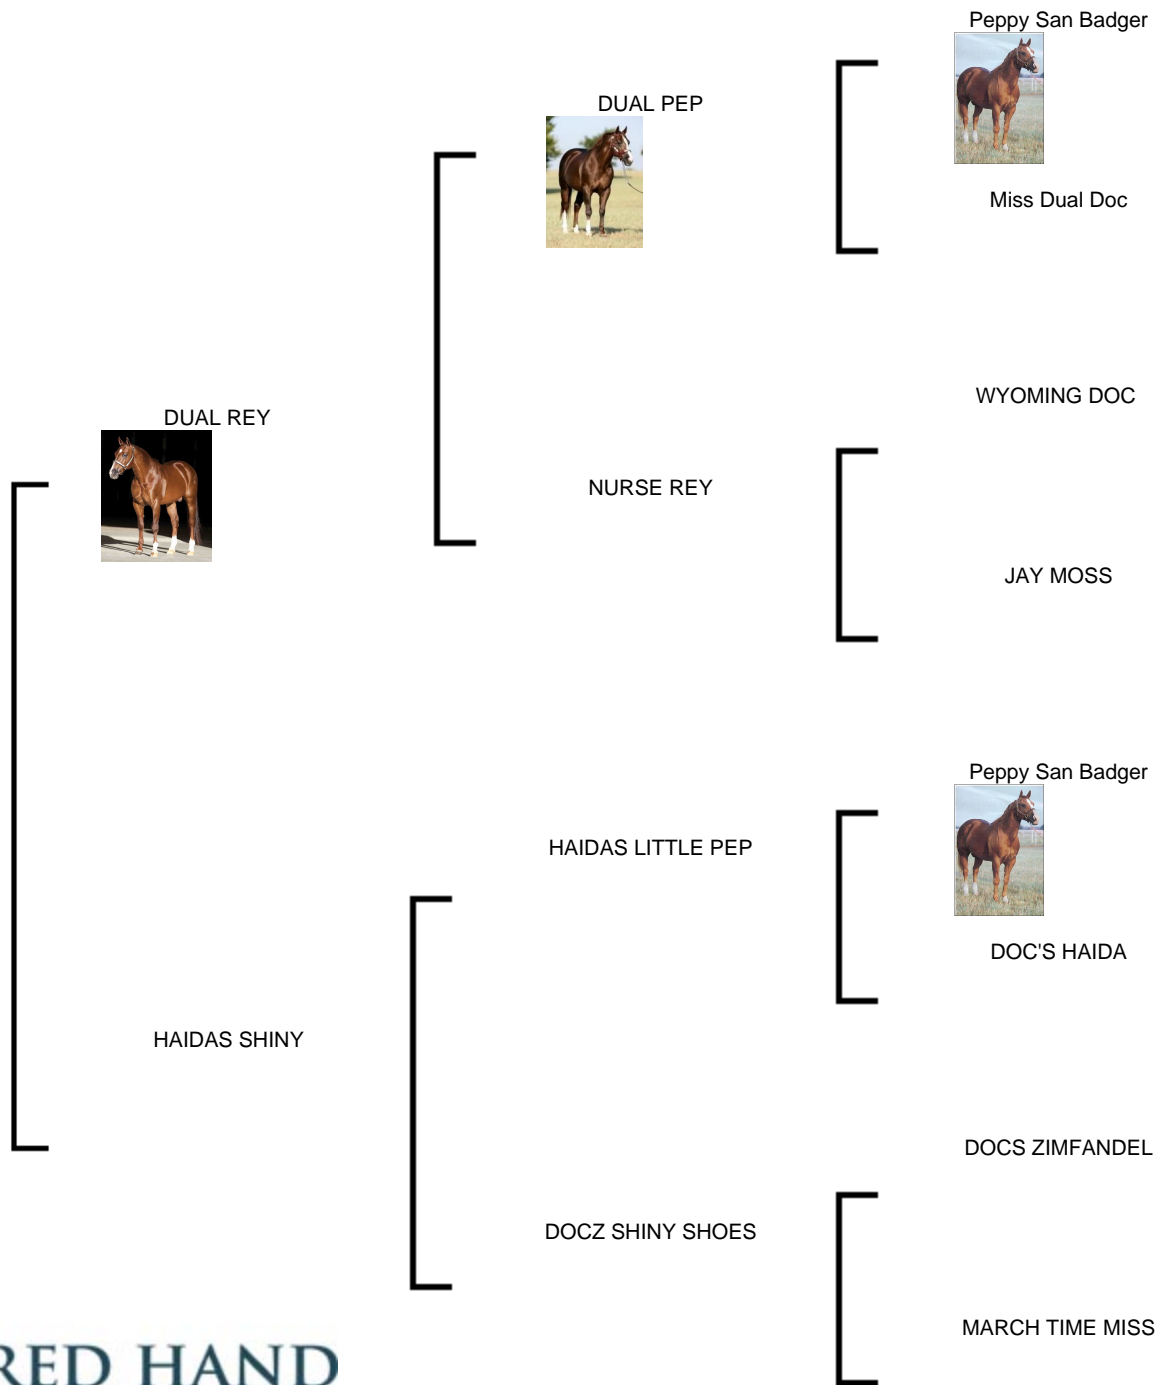 Peppy San Badger
DUAL PEP
Miss Dual Doc
WYOMING DOC
DUAL REY
NURSE REY
JAY MOSS
Peppy San Badger
HAIDAS LITTLE PEP
DOC'S HAIDA
HAIDAS SHINY
DOCS ZIMFANDEL
DOCZ SHINY SHOES
MARCH TIME MISS
RED HAND